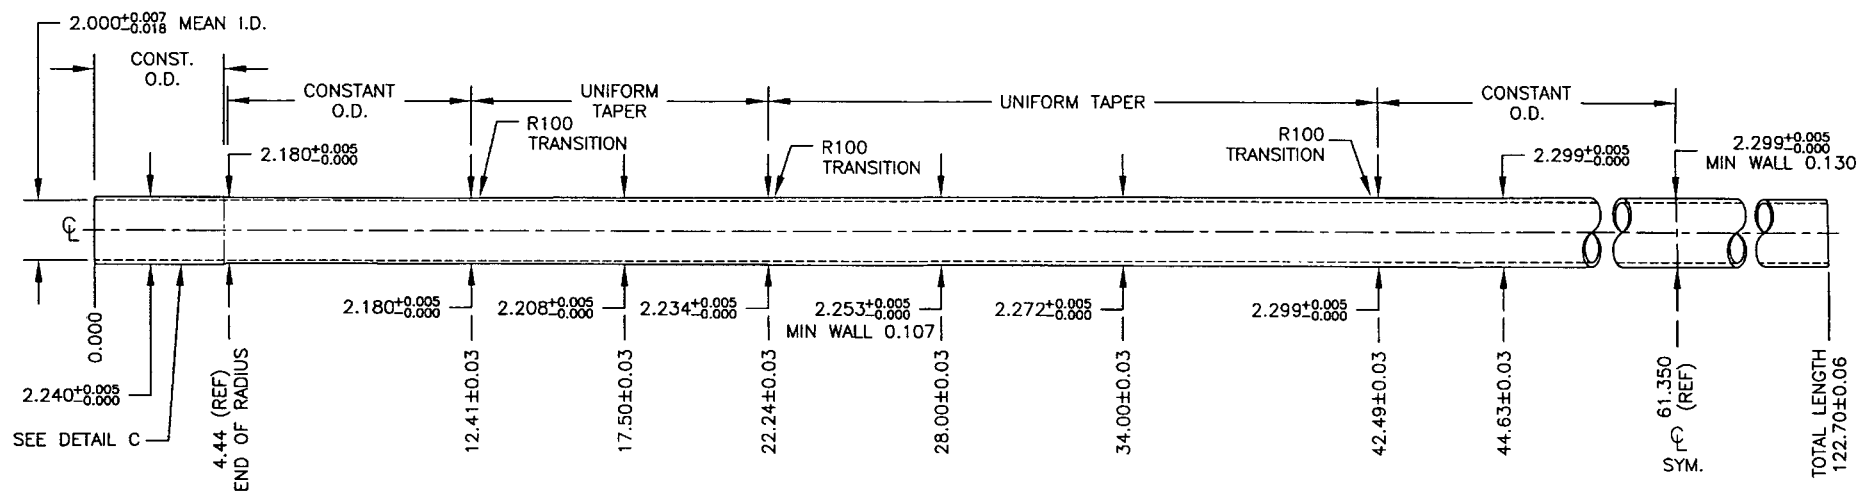 2.000+0.007 -0.018 MEAN I.D.
CONST.
O.D.
CONSTANT
O.D.
UNIFORM
TAPER
UNIFORM TAPER
CONSTANT
O.D.
R100
TRANSITION
R100
TRANSITION
R100
TRANSITION
2.180+0.005 -0.000
2.299+0.005 -0.000
2.299+0.005 -0.000
MIN WALL 0.130
℄
2.180+0.005 -0.000
2.208+0.005 -0.000
2.234+0.005 -0.000
2.253+0.005 -0.000
MIN WALL 0.107
2.272+0.005 -0.000
2.299+0.005 -0.000
2.240+0.005 -0.000
SEE DETAIL C
0.000
4.44 (REF)
END OF RADIUS
12.41±0.03
17.50±0.03
22.24±0.03
28.00±0.03
34.00±0.03
42.49±0.03
44.63±0.03
61.350
(REF)
℄
SYM.
TOTAL LENGTH
122.70±0.06